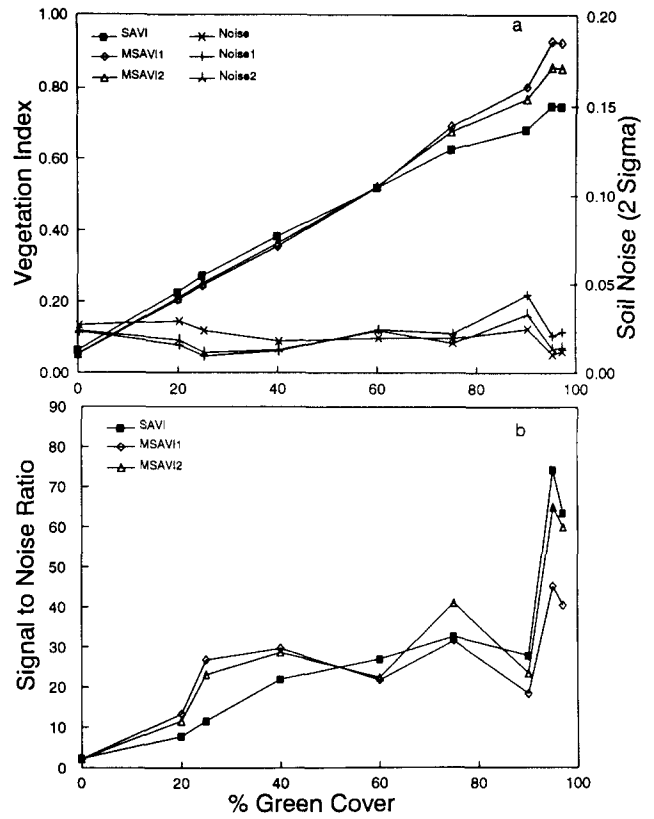 a
SAVI
MSAVI1
MSAVI2
Noise
Noise1
Noise2
Vegetation Index
1.00
0.80
0.60
0.40
0.20
0.00
Soil Noise (2 Sigma)
0.20
0.15
0.10
0.05
0.00
0 20 40 60 80 100
b
SAVI
MSAVI1
MSAVI2
Signal to Noise Ratio
90
80
70
60
50
40
30
20
10
0
0 20 40 60 80 100
% Green Cover